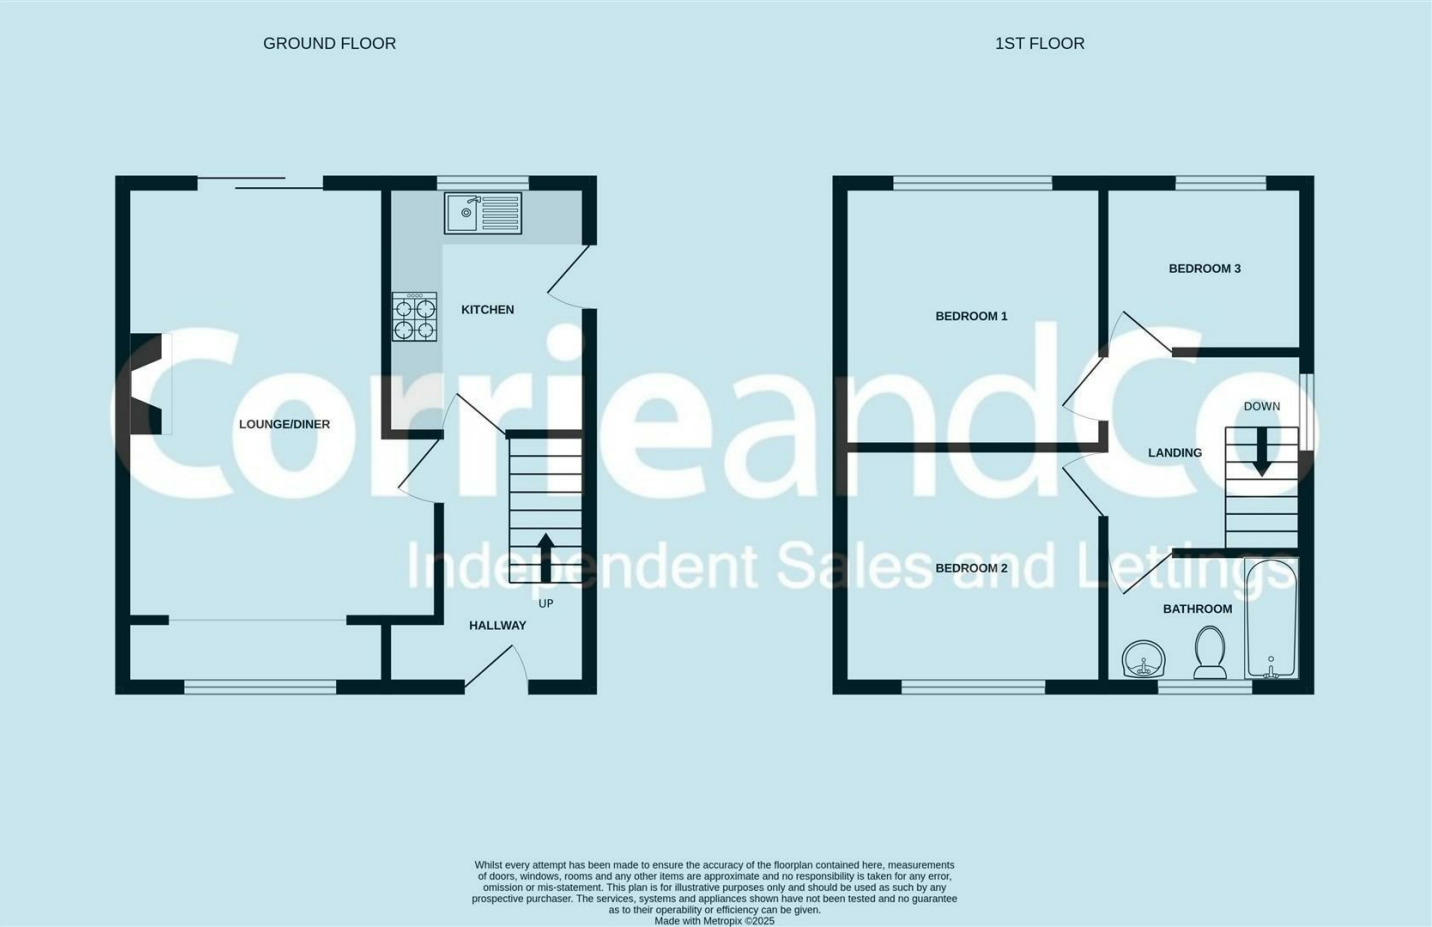 GROUND FLOOR
1ST FLOOR
KITCHEN
LOUNGE/DINER
UP
HALLWAY
BEDROOM 1
BEDROOM 3
DOWN
LANDING
BEDROOM 2
BATHROOM
CorrieandCo
Independent Sales and Lettings
Whilst every attempt has been made to ensure the accuracy of the floorplan contained here, measurements
of doors, windows, rooms and any other items are approximate and no responsibility is taken for any error,
omission or mis-statement. This plan is for illustrative purposes only and should be used as such by any
prospective purchaser. The services, systems and appliances shown have not been tested and no guarantee
as to their operability or efficiency can be given.
Made with Metropix ©2025